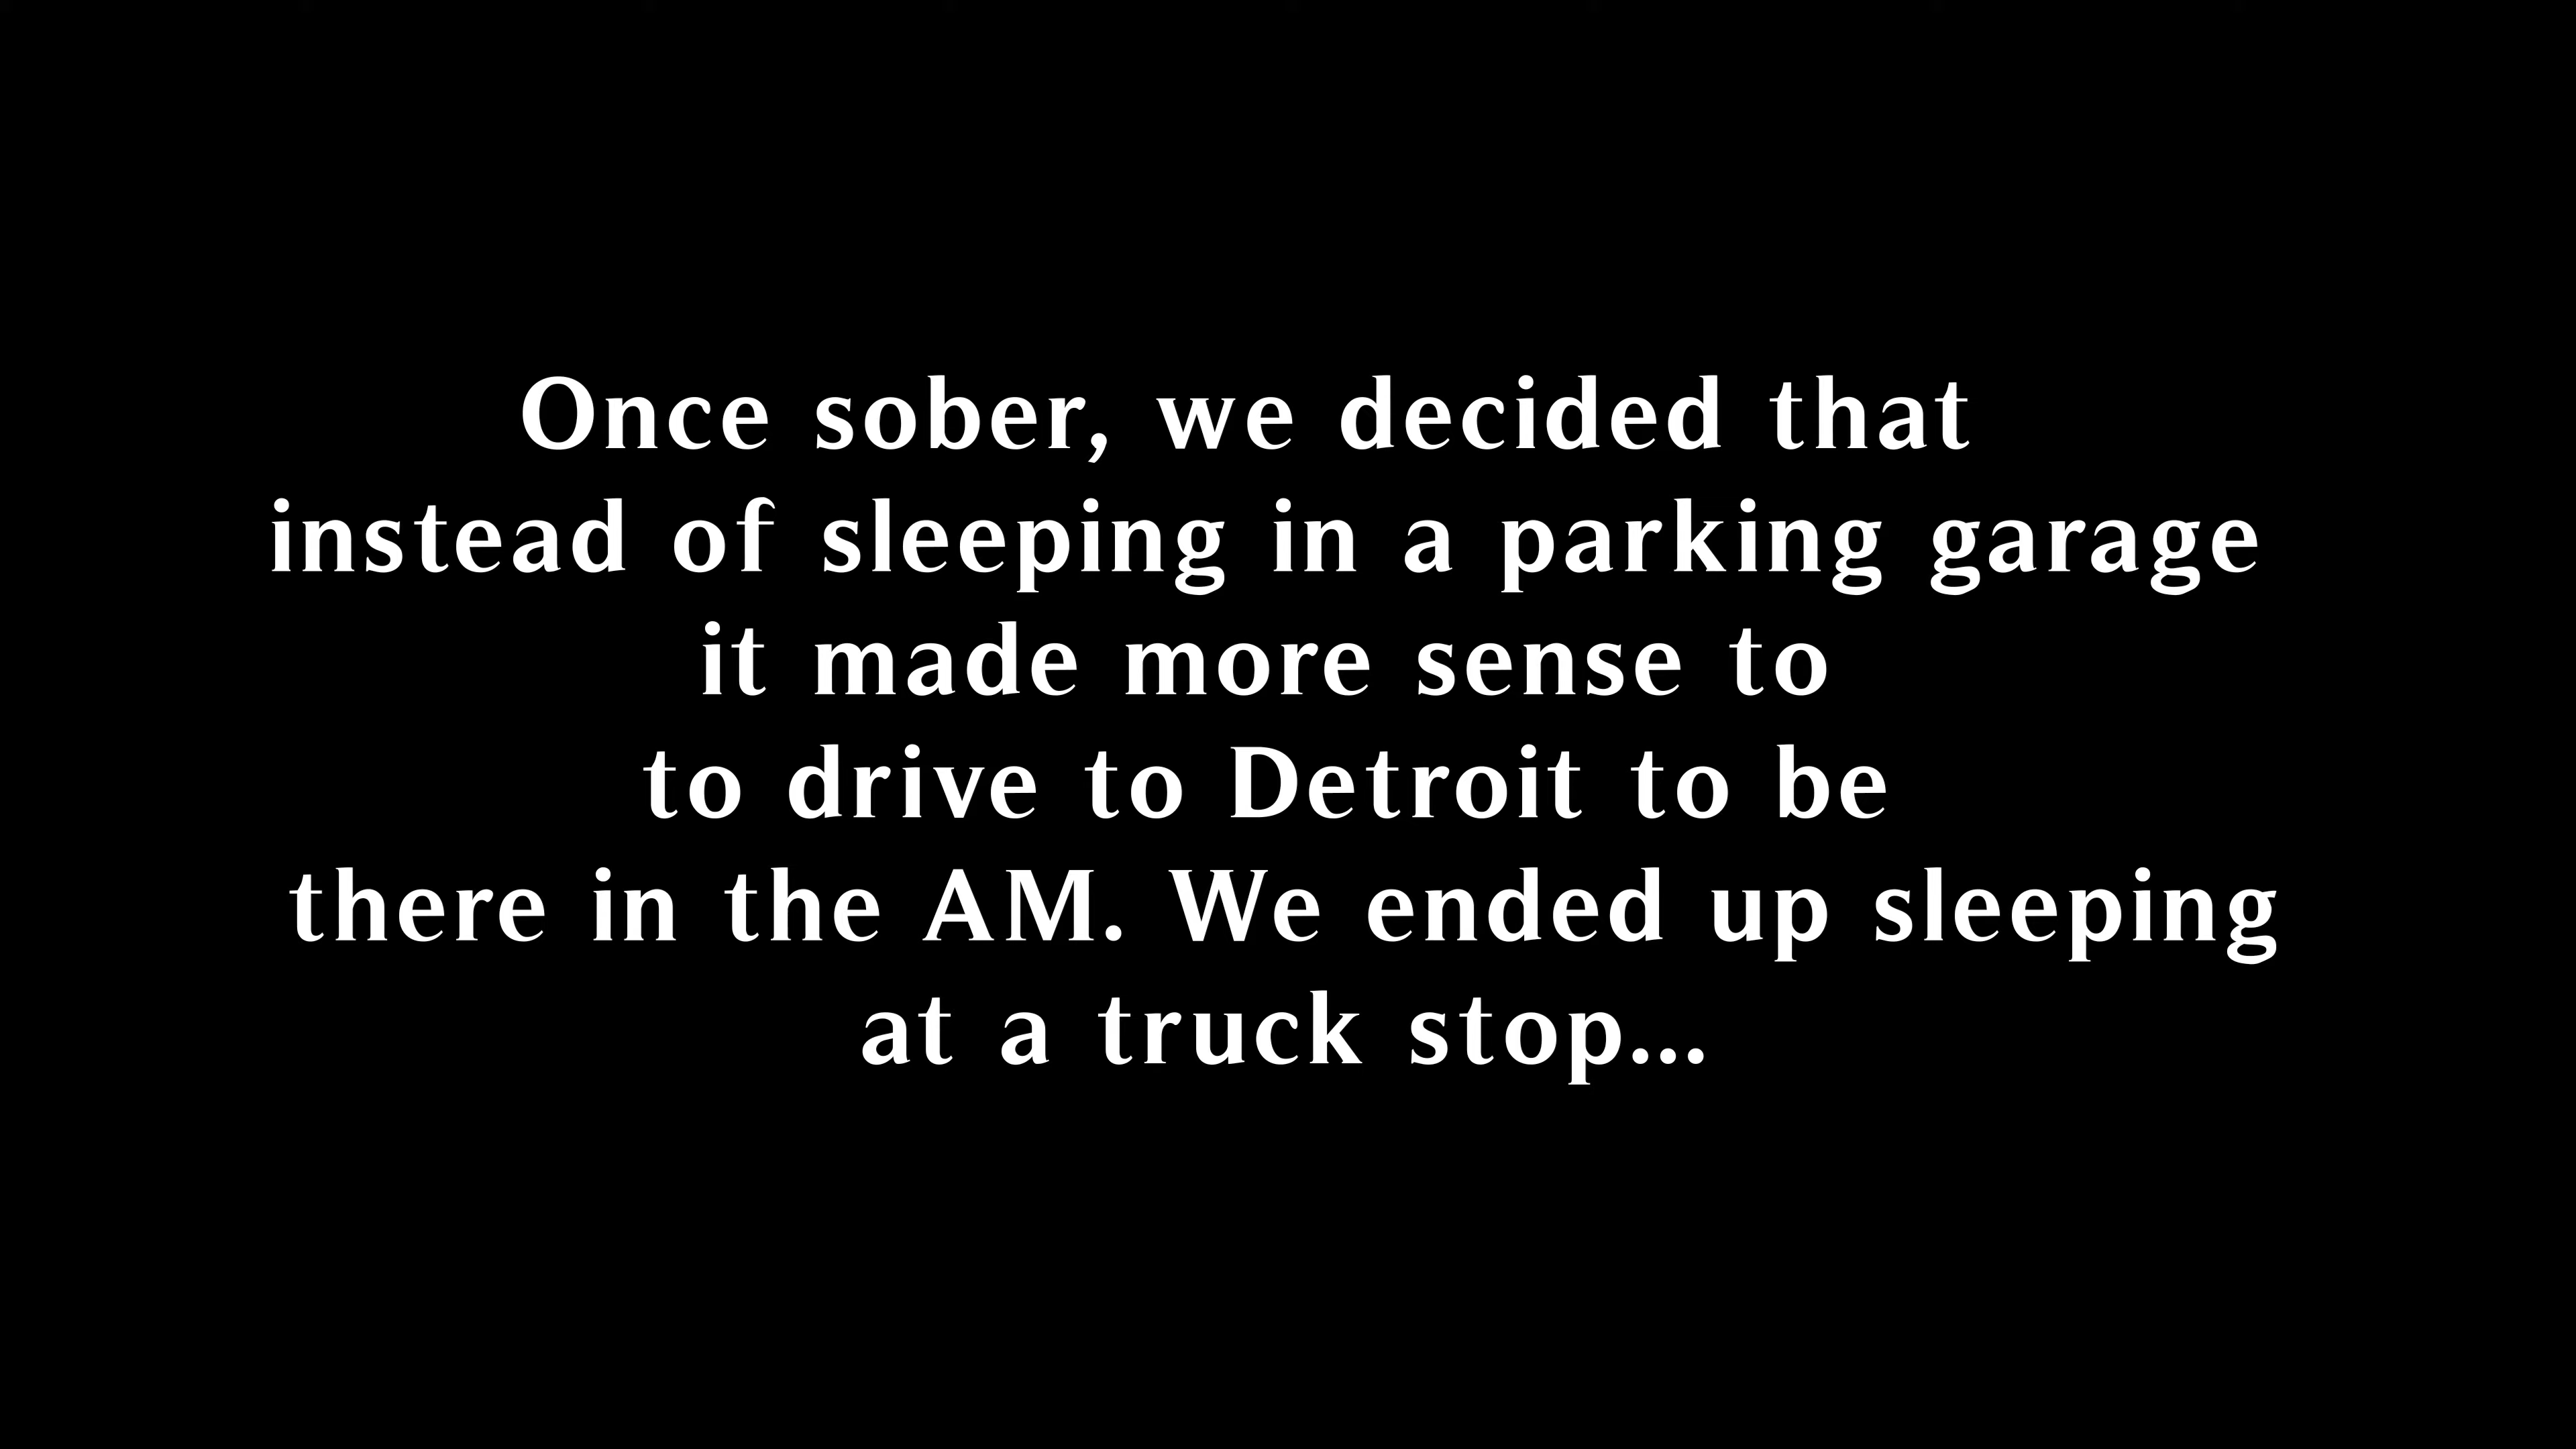 Once sober, we decided that
instead of sleeping in a parking garage
it made more sense to
to drive to Detroit to be
there in the AM. We ended up sleeping
at a truck stop...